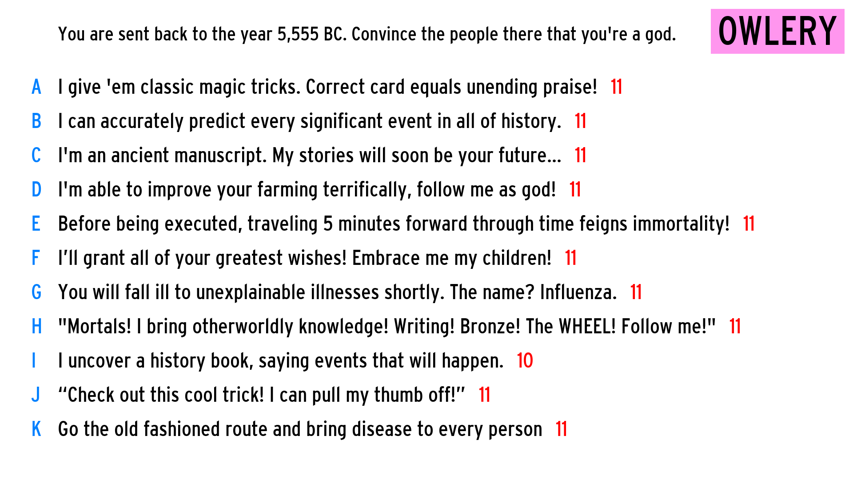 You are sent back to the year 5,555 BC. Convince the people there that you're a god.
OWLERY
A I give 'em classic magic tricks. Correct card equals unending praise! 11
B I can accurately predict every significant event in all of history. 11
C I'm an ancient manuscript. My stories will soon be your future... 11
D I'm able to improve your farming terrifically, follow me as god! 11
E Before being executed, traveling 5 minutes forward through time feigns immortality! 11
F I’ll grant all of your greatest wishes! Embrace me my children! 11
G You will fall ill to unexplainable illnesses shortly. The name? Influenza. 11
H "Mortals! I bring otherworldly knowledge! Writing! Bronze! The WHEEL! Follow me!" 11
I I uncover a history book, saying events that will happen. 10
J “Check out this cool trick! I can pull my thumb off!” 11
K Go the old fashioned route and bring disease to every person 11